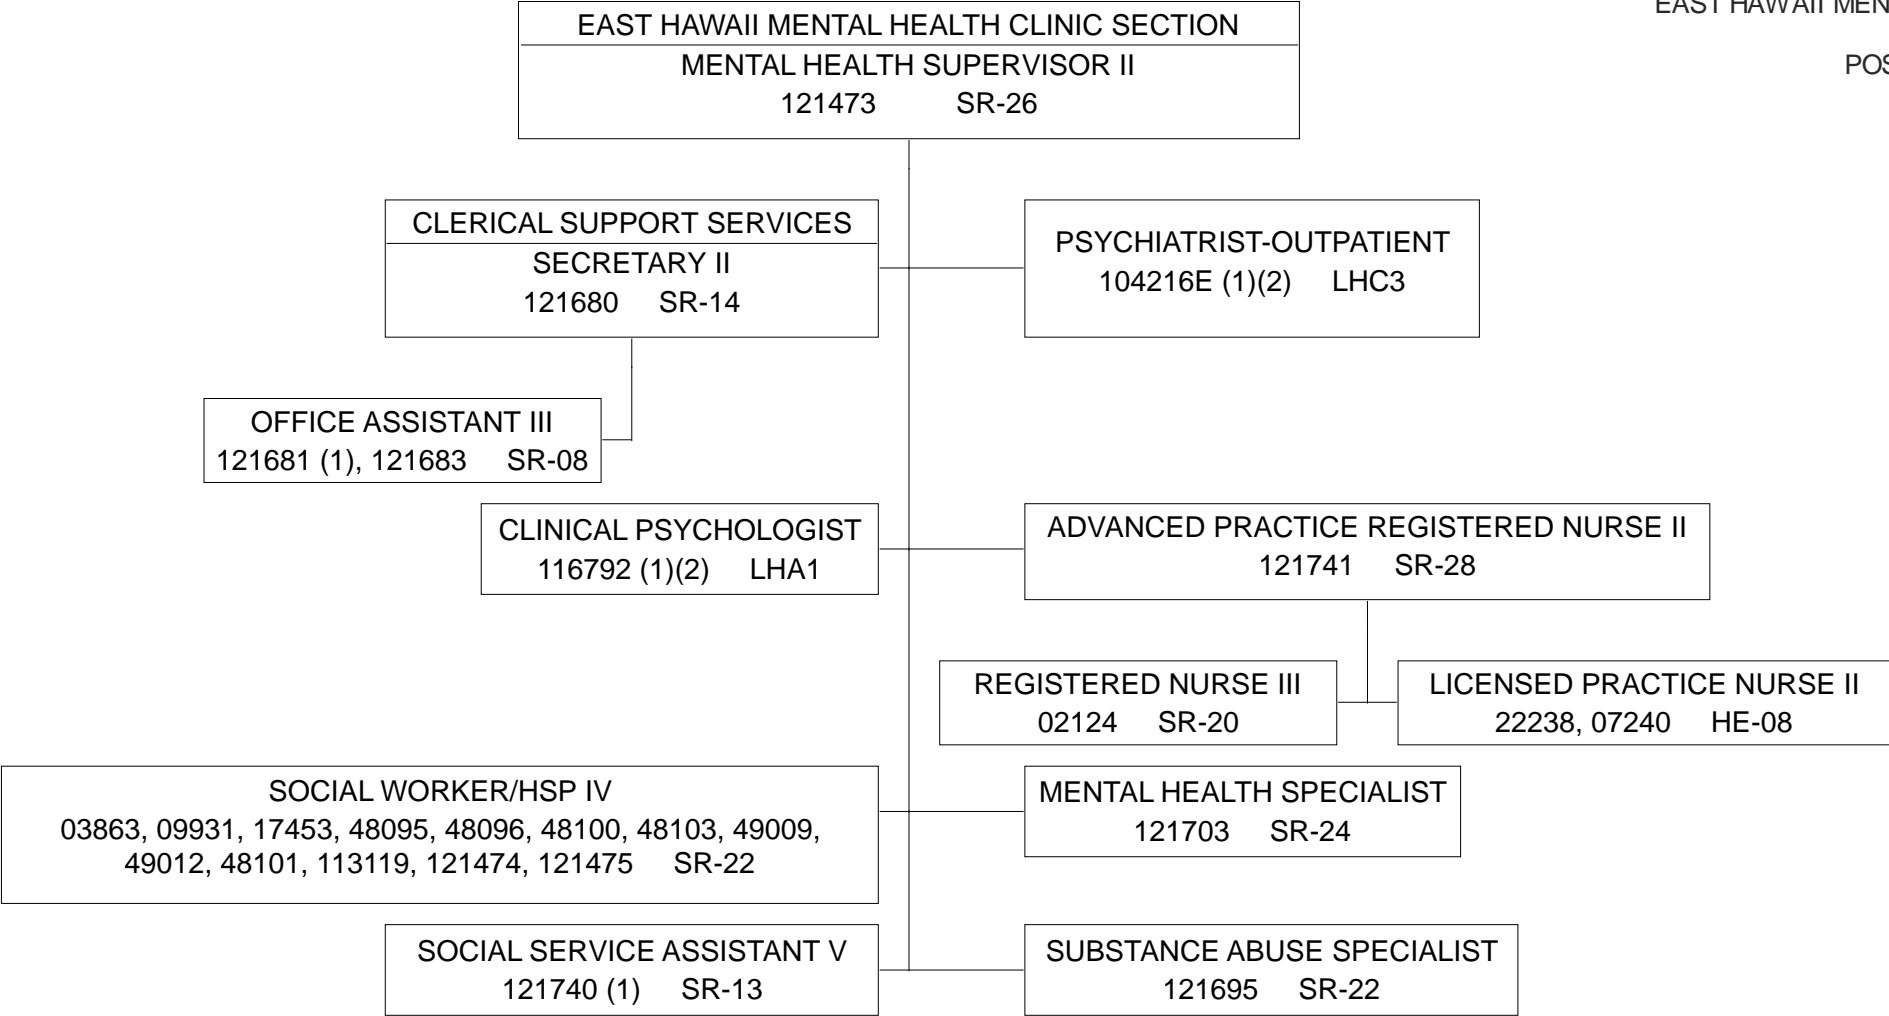 EAST HAWAII MENTAL HEALTH CLINIC SECTION
MENTAL HEALTH SUPERVISOR II
121473 SR-26
CLERICAL SUPPORT SERVICES
SECRETARY II
121680 SR-14
PSYCHIATRIST-OUTPATIENT
104216E (1)(2) LHC3
OFFICE ASSISTANT III
121681 (1), 121683 SR-08
CLINICAL PSYCHOLOGIST
116792 (1)(2) LHA1
ADVANCED PRACTICE REGISTERED NURSE II
121741 SR-28
REGISTERED NURSE III
02124 SR-20
LICENSED PRACTICE NURSE II
22238, 07240 HE-08
SOCIAL WORKER/HSP IV
03863, 09931, 17453, 48095, 48096, 48100, 48103, 49009,
49012, 48101, 113119, 121474, 121475 SR-22
MENTAL HEALTH SPECIALIST
121703 SR-24
SOCIAL SERVICE ASSISTANT V
121740 (1) SR-13
SUBSTANCE ABUSE SPECIALIST
121695 SR-22
EAST HAWAII